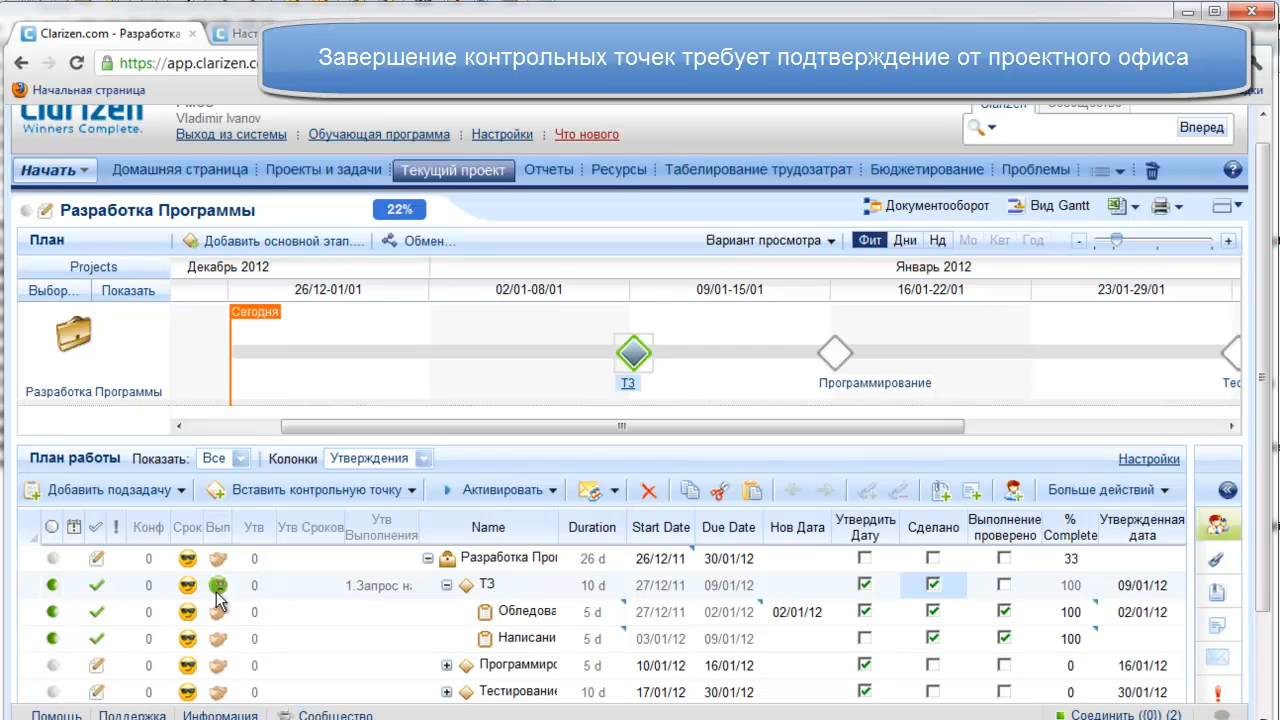 Завершение контрольных точек требует подтверждение от проектного офиса
Clarizen.com - Разработка
Наст
https://app.clarizen.c
Начальная страница
Clarizen
Winners Complete.
Vladimir Ivanov
Выход из системы : Обучающая программа : Настройки : Что нового
Clarizen
Вперед
Начать Домашная страница Проекты и задачи Текущий проект Отчеты Ресурсы Табелирование трудозатрат Бюджетирование Проблемы
Разработка Программы 22% Документооборот Вид Gantt
План Добавить основной этап.... Обмен... Вариант просмотра Фит Дни Нд Мо Квт Год - +
Projects Декабрь 2012 Январь 2012
Выбор... Показать 26/12-01/01 02/01-08/01 09/01-15/01 16/01-22/01 23/01-29/01
Сегодня
Разработка Программы ТЗ Программирование Тес
План работы Показать: Все Колонки Утверждения Настройки
Добавить подзадачу Вставить контрольную точку Активировать Больше действий
! Конф Срок Вып Утв Утв Сроков Утв Выполнения Name Duration Start Date Due Date Нов Дата Утвердить Дату Сделано Выполнение проверено % Complete Утвержденная дата
0 0 Разработка Прог 26 d 26/12/11 30/01/12 33
0 0 1.Запрос на ТЗ 10 d 27/12/11 09/01/12 100 09/01/12
0 0 Обледова 5 d 27/12/11 02/01/12 02/01/12 100 02/01/12
0 0 Написани 5 d 03/01/12 09/01/12 100
0 0 Программирс 5 d 10/01/12 16/01/12 0 16/01/12
0 0 Тестирование 10 d 17/01/12 30/01/12 0 30/01/12
Помощь Поддержка Информация Сообщество Соединить ({0}) (2)